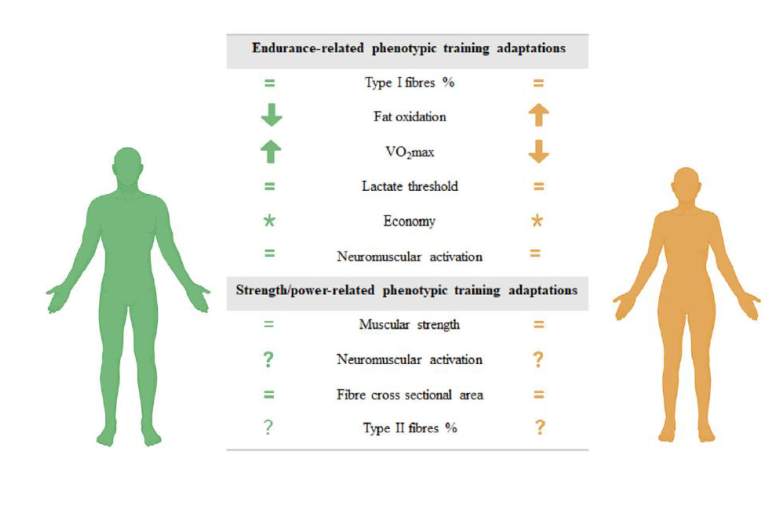 Endurance-related phenotypic training adaptations
= Type I fibres % =
Fat oxidation
VO₂max
= Lactate threshold =
* Economy *
= Neuromuscular activation =
Strength/power-related phenotypic training adaptations
= Muscular strength =
? Neuromuscular activation ?
= Fibre cross sectional area =
? Type II fibres % ?